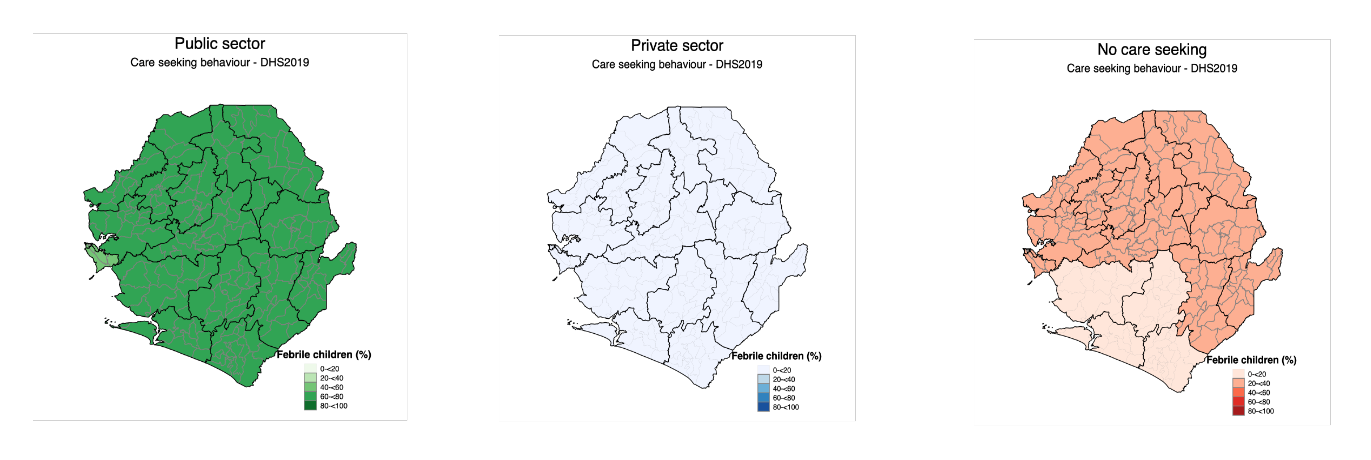 Public sector
Care seeking behaviour - DHS2019
Febrile children (%)
0-<20
20-<40
40-<60
60-<80
80-<100
Private sector
Care seeking behaviour - DHS2019
Febrile children (%)
0-<20
20-<40
40-<60
60-<80
80-<100
No care seeking
Care seeking behaviour - DHS2019
Febrile children (%)
0-<20
20-<40
40-<60
60-<80
80-<100